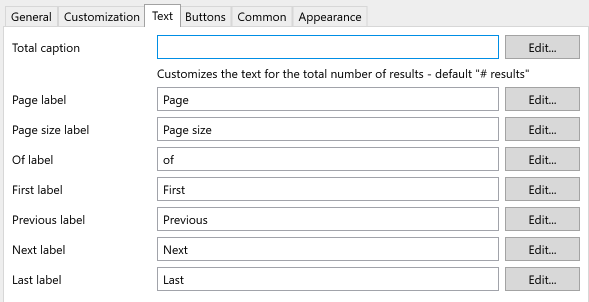 General Customization Text Buttons Common Appearance
Total caption Edit...
Customizes the text for the total number of results - default "# results"
Page label Page Edit...
Page size label Page size Edit...
Of label of Edit...
First label First Edit...
Previous label Previous Edit...
Next label Next Edit...
Last label Last Edit...